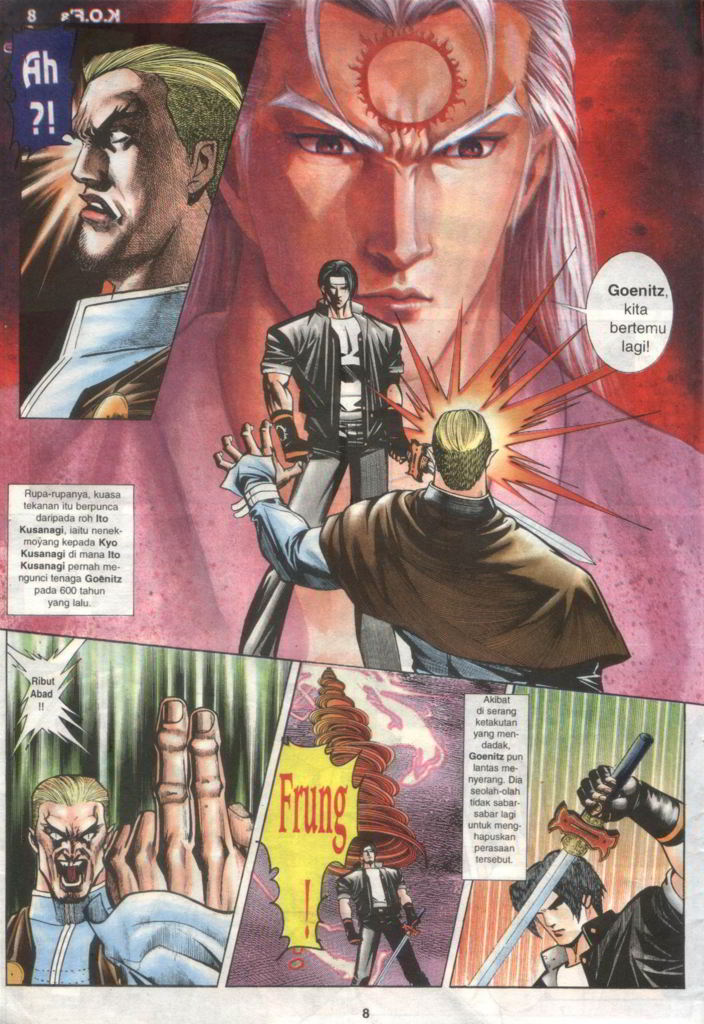 8 K.O.F's
Ah
?!
Goenitz,
kita
bertemu
lagi!
Rupa-rupanya, kuasa
tekanan itu berpunca
daripada roh Ito
Kusanagi, iaitu nenek-
moyang kepada Kyo
Kusanagi di mana Ito
Kusanagi pernah me-
ngunci tenaga Goenitz
pada 600 tahun
yang lalu.
Ribut
Abad
!!
Frung
!
Akibat
di serang
ketakutan
yang men-
dadak,
Goenitz pun
lantas me-
nyerang. Dia
seolah-olah
tidak sabar-
sabar lagi
untuk meng-
hapuskan
perasaan
tersebut.
8